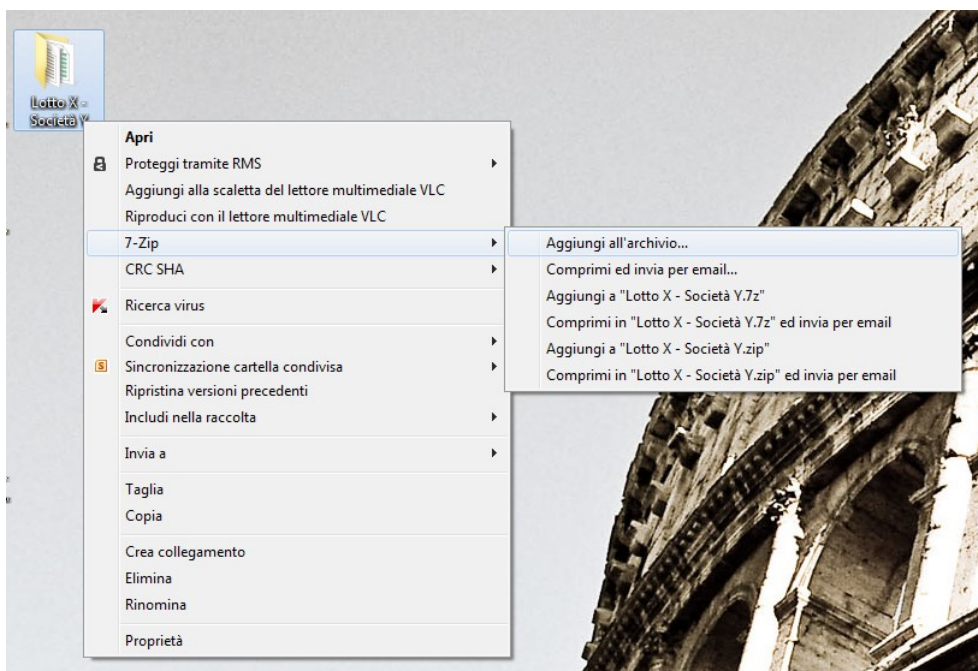 Lotto X -
Società Y
Apri
Proteggi tramite RMS
Aggiungi alla scaletta del lettore multimediale VLC
Riproduci con il lettore multimediale VLC
7-Zip
CRC SHA
Ricerca virus
Condividi con
Sincronizzazione cartella condivisa
Ripristina versioni precedenti
Includi nella raccolta
Invia a
Taglia
Copia
Crea collegamento
Elimina
Rinomina
Proprietà
Aggiungi all'archivio...
Comprimi ed invia per email...
Aggiungi a "Lotto X - Società Y.7z"
Comprimi in "Lotto X - Società Y.7z" ed invia per email
Aggiungi a "Lotto X - Società Y.zip"
Comprimi in "Lotto X - Società Y.zip" ed invia per email